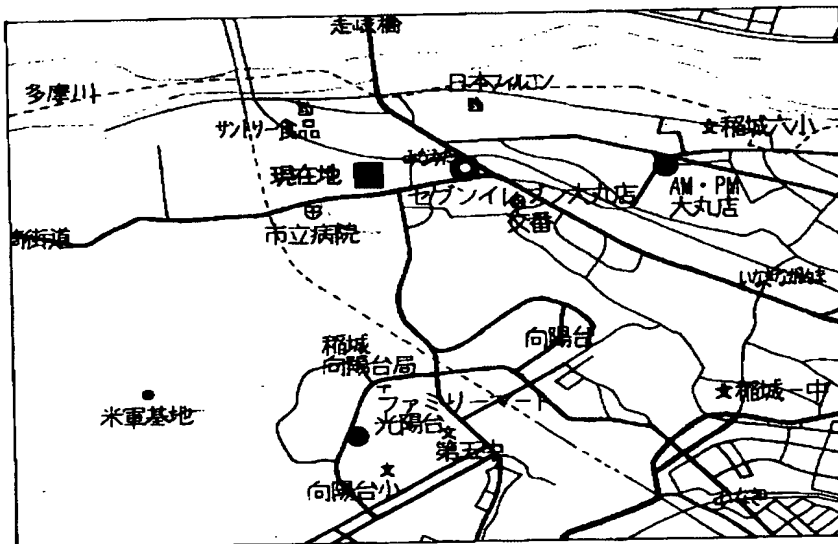 走岐橋
日本フィルコン
多摩川
サントリー食品
☆稲城六小
現在地
セブンイレブン大丸店
AM・PM
大丸店
交番
市立病院
街道
向陽台
稲城
向陽台局
ファミリーマート
米軍基地
光陽台
第五中
★稲城一中
向陽台小